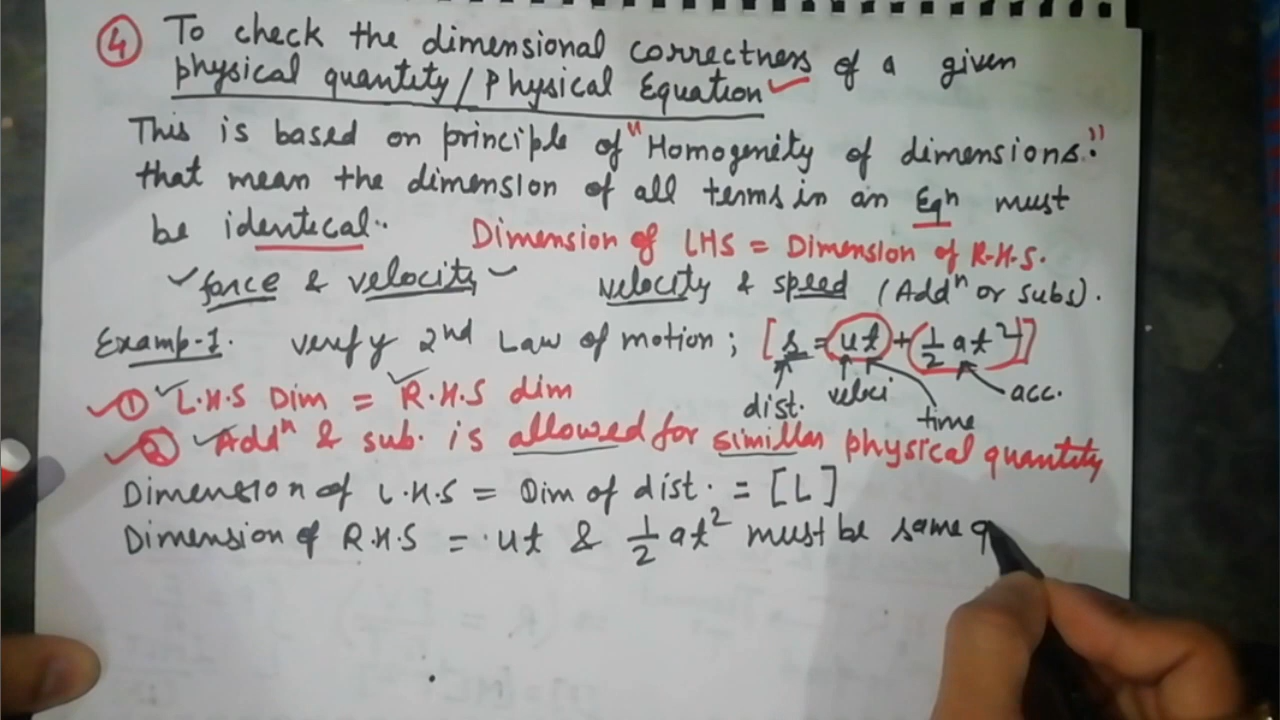 ④ To check the dimensional correctness of a given
physical quantity / Physical Equation
This is based on principle of "Homogenity of dimensions."
that mean the dimension of all terms in an Eqn must
be identical.. Dimension of LHS = Dimension of R.H.S.
force & velocity velocity & speed (Addn or subs).
Examp-1. verify 2nd Law of motion; [s = ut + (1/2 at²)]
dist. veloci time acc.
① L.H.S Dim = R.H.S dim
② Addn & sub. is allowed for similar physical quantity
Dimension of L.H.S = Dim of dist. = [L]
Dimension of R.H.S = ut & 1/2 at² must be same q